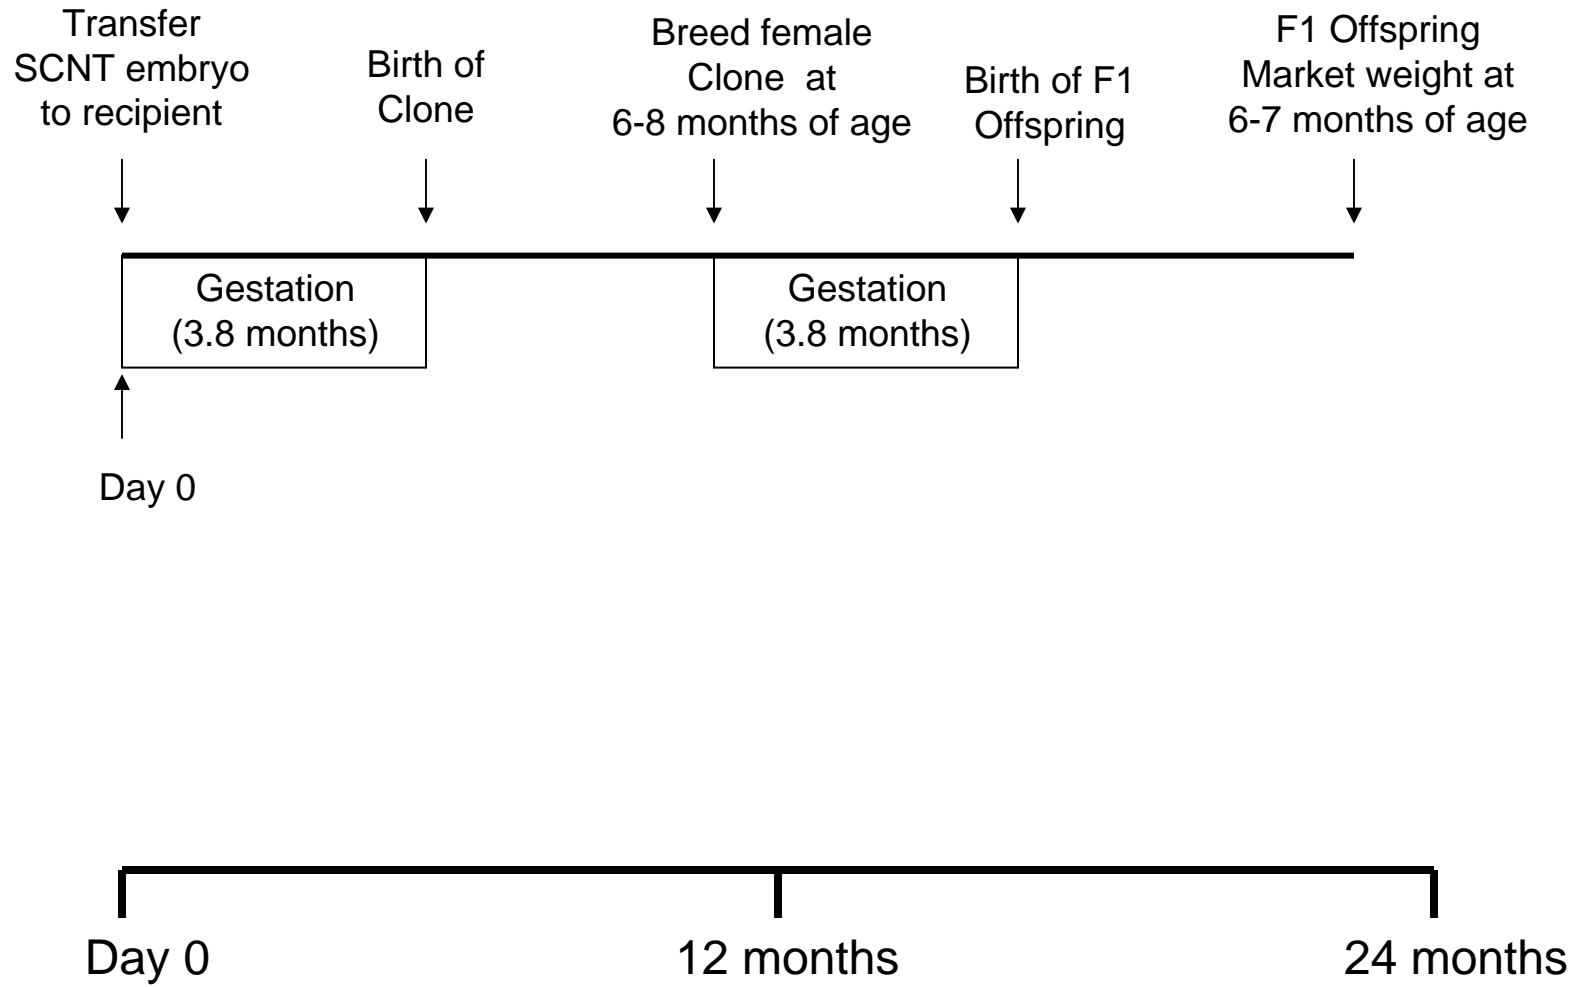 Transfer
SCNT embryo
to recipient
Birth of
Clone
Breed female
Clone  at
6-8 months of age
Birth of F1
Offspring
F1 Offspring
Market weight at
6-7 months of age
Gestation
(3.8 months)
Gestation
(3.8 months)
Day 0
Day 0
12 months
24 months